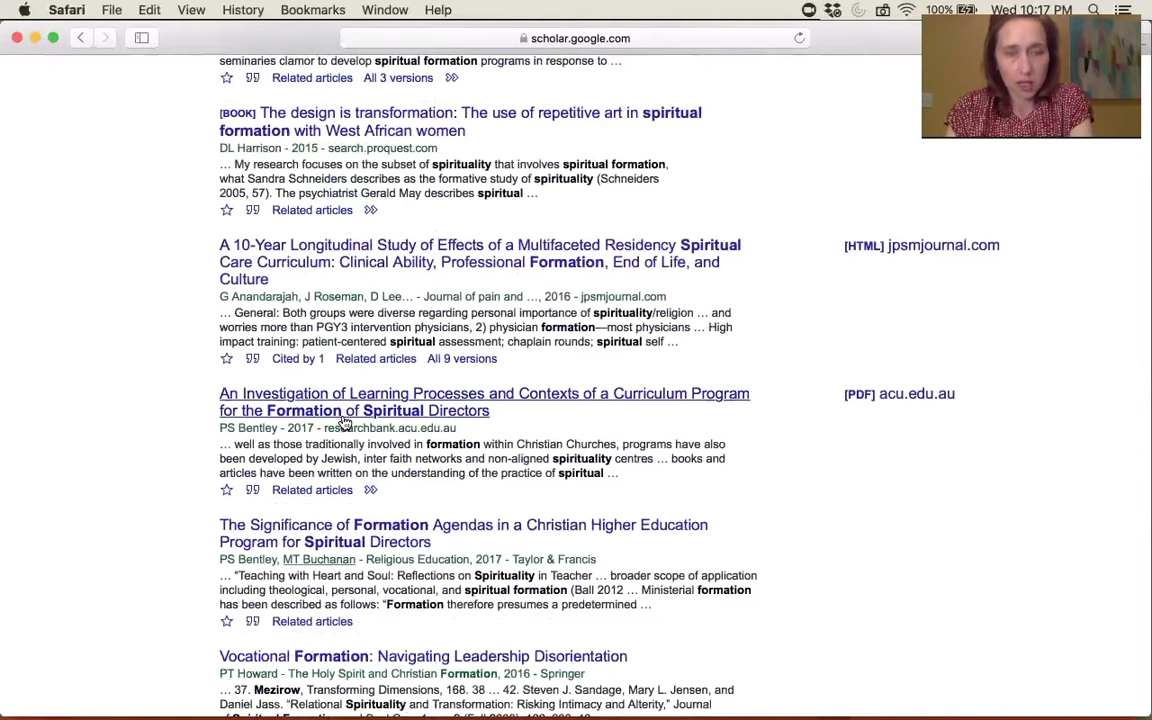 Safari File Edit View History Bookmarks Window Help 100% Wed 10:17 PM
scholar.google.com
seminaries clamor to develop spiritual formation programs in response to …
Related articles All 3 versions
[BOOK] The design is transformation: The use of repetitive art in spiritual
formation with West African women
DL Harrison - 2015 - search.proquest.com
… My research focuses on the subset of spirituality that involves spiritual formation,
what Sandra Schneiders describes as the formative study of spirituality (Schneiders
2005, 57). The psychiatrist Gerald May describes spiritual …
Related articles
A 10-Year Longitudinal Study of Effects of a Multifaceted Residency Spiritual
Care Curriculum: Clinical Ability, Professional Formation, End of Life, and
Culture
[HTML] jpsmjournal.com
G Anandarajah, J Roseman, D Lee… - Journal of pain and …, 2016 - jpsmjournal.com
… General: Both groups were diverse regarding personal importance of spirituality/religion … and
worries more than PGY3 intervention physicians, 2) physician formation—most physicians … High
impact training: patient-centered spiritual assessment; chaplain rounds; spiritual self …
Cited by 1 Related articles All 9 versions
An Investigation of Learning Processes and Contexts of a Curriculum Program
for the Formation of Spiritual Directors
[PDF] acu.edu.au
PS Bentley - 2017 - researchbank.acu.edu.au
… well as those traditionally involved in formation within Christian Churches, programs have also
been developed by Jewish, inter faith networks and non-aligned spirituality centres … books and
articles have been written on the understanding of the practice of spiritual …
Related articles
The Significance of Formation Agendas in a Christian Higher Education
Program for Spiritual Directors
PS Bentley, MT Buchanan - Religious Education, 2017 - Taylor & Francis
… "Teaching with Heart and Soul: Reflections on Spirituality in Teacher … broader scope of application
including theological, personal, vocational, and spiritual formation (Ball 2012 … Ministerial formation
has been described as follows: "Formation therefore presumes a predetermined …
Related articles
Vocational Formation: Navigating Leadership Disorientation
PT Howard - The Holy Spirit and Christian Formation, 2016 - Springer
… 37. Mezirow, Transforming Dimensions, 168. 38 … 42. Steven J. Sandage, Mary L. Jensen, and
Daniel Jass. "Relational Spirituality and Transformation: Risking Intimacy and Alterity," Journal